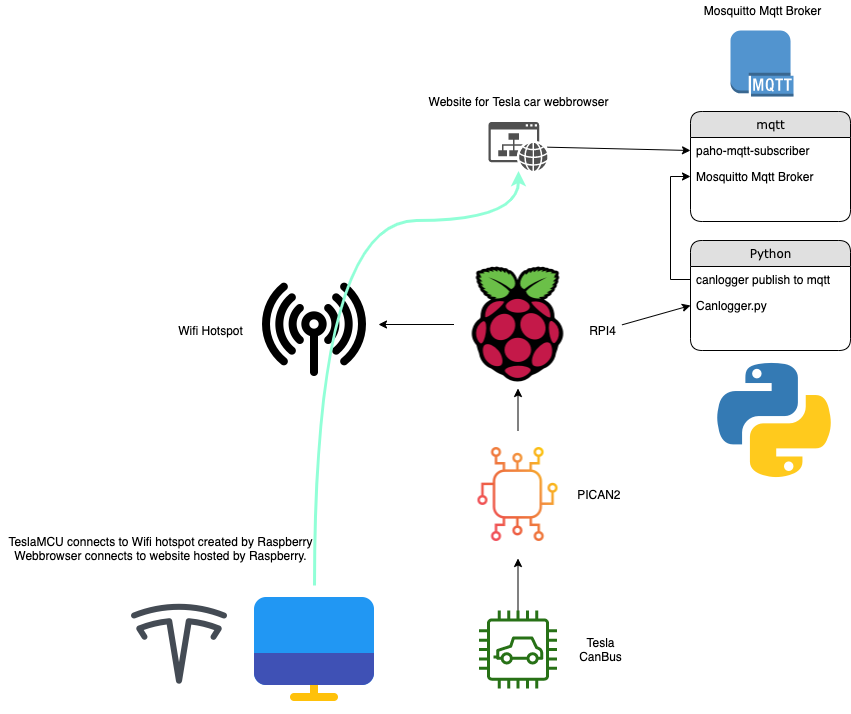 Mosquitto Mqtt Broker
MQTT
Website for Tesla car webbrowser
mqtt
paho-mqtt-subscriber
Mosquitto Mqtt Broker
Python
canlogger publish to mqtt
Canlogger.py
Wifi Hotspot
RPI4
PICAN2
TeslaMCU connects to Wifi hotspot created by Raspberry
Webbrowser connects to website hosted by Raspberry.
Tesla
CanBus